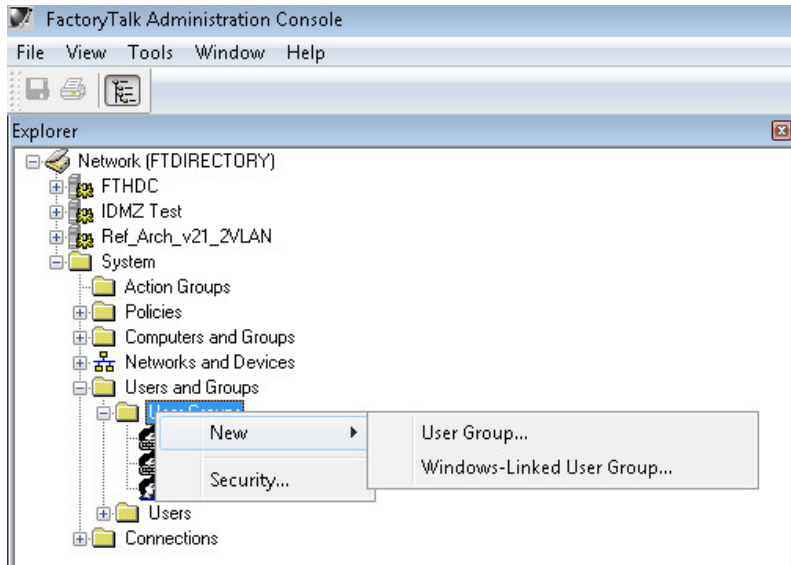 FactoryTalk Administration Console
File View Tools Window Help
Explorer
Network (FTDIRECTORY)
FTHDC
IDMZ Test
Ref_Arch_v21_2VLAN
System
Action Groups
Policies
Computers and Groups
Networks and Devices
Users and Groups
User Groups
New
User Group...
Windows-Linked User Group...
Security...
Users
Connections